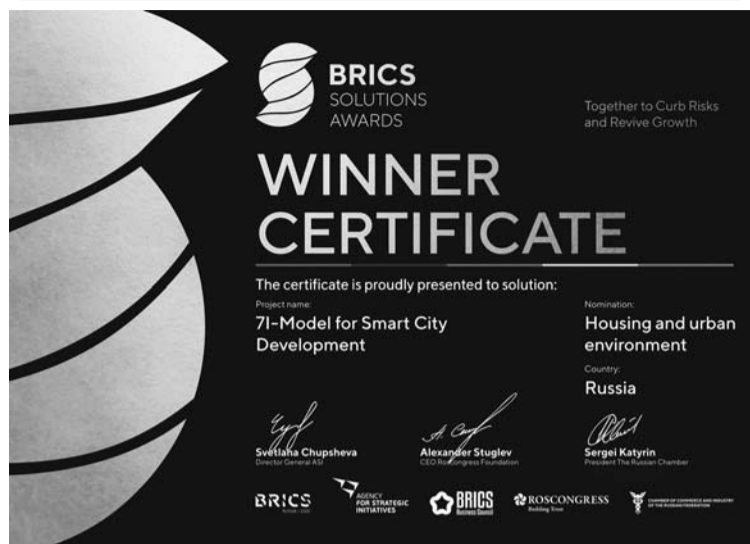 BRICS
SOLUTIONS
AWARDS
Together to Curb Risks
and Revive Growth
WINNER
CERTIFICATE
The certificate is proudly presented to solution:
Project name:
7I-Model for Smart City
Development
Nomination:
Housing and urban
environment
Country:
Russia
Svetlana Chupsheva
Director General ASI
Alexander Stuglev
CEO Roscongress Foundation
Sergei Katyrin
President The Russian Chamber
BRICS
AGENCY
FOR STRATEGIC
INITIATIVES
BRICS
Business Council
ROSCONGRESS
Building Trust
CHAMBER OF COMMERCE AND INDUSTRY
OF THE RUSSIAN FEDERATION